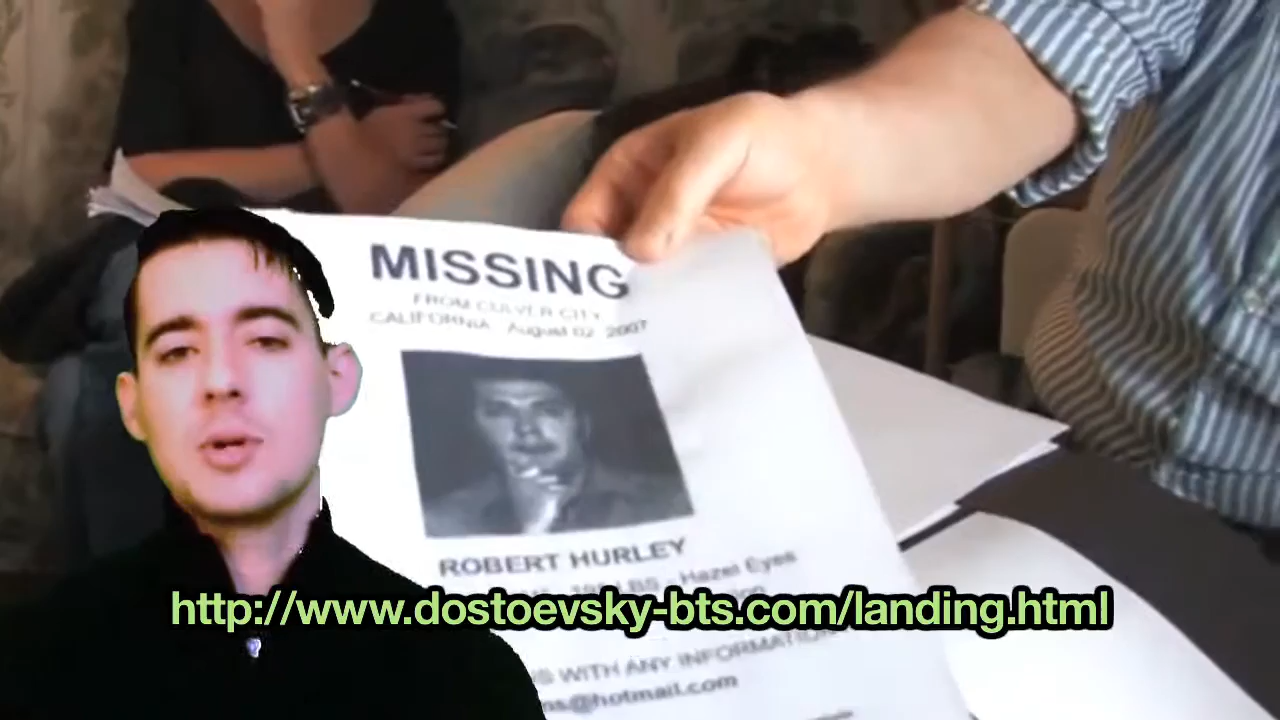 MISSING
FROM CULVER CITY
CALIFORNIA August 02 2007
ROBERT HURLEY
LBS - Hazel Eyes
http://www.dostoevsky-bts.com/landing.html
WITH ANY INFORMATION
@hotmail.com